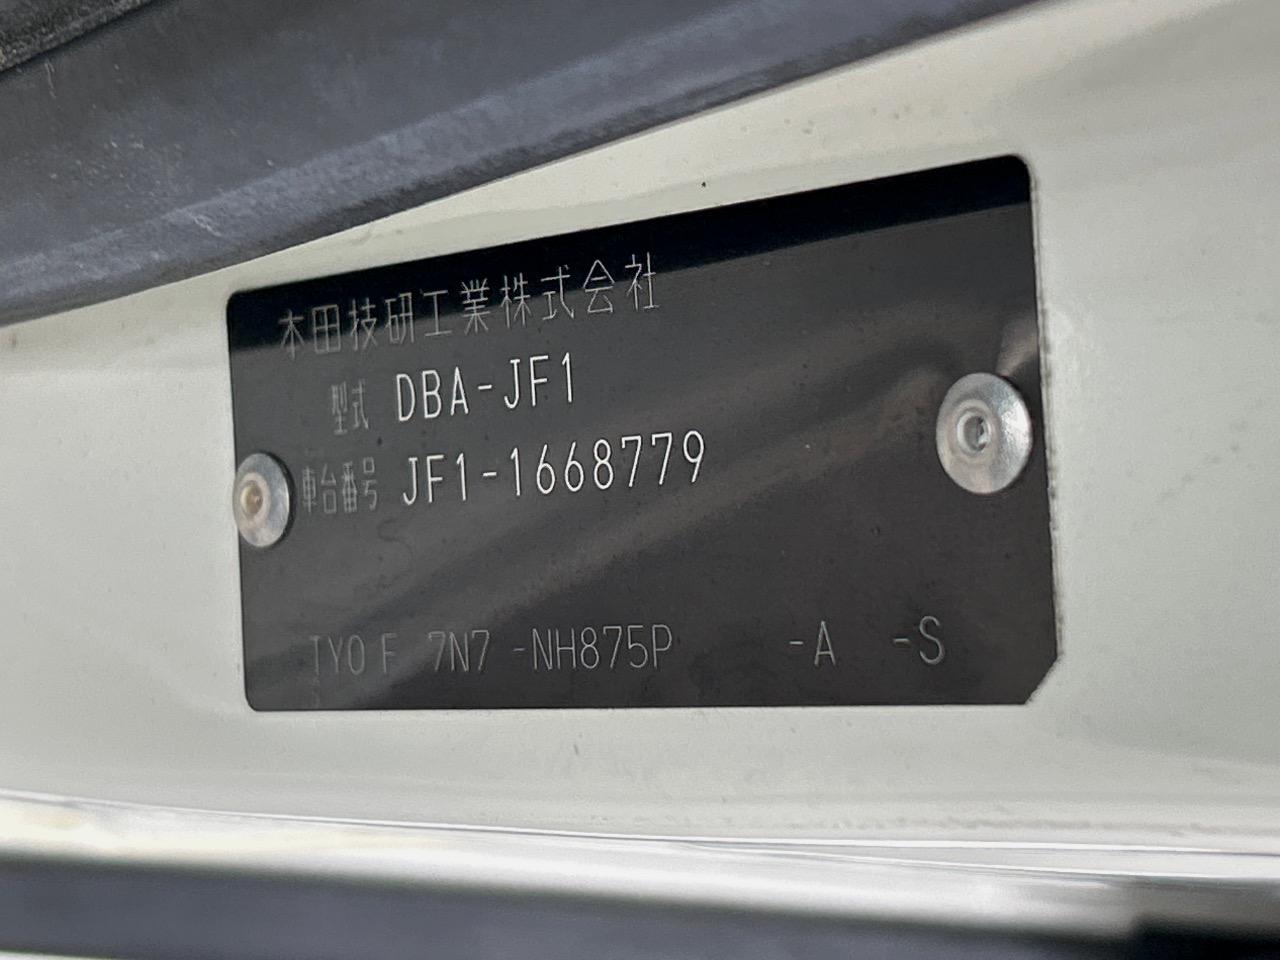 本田技研工業株式会社
型式 DBA-JF1
車台番号 JF1-1668779
TYO F 7N7 -NH875P -A -S